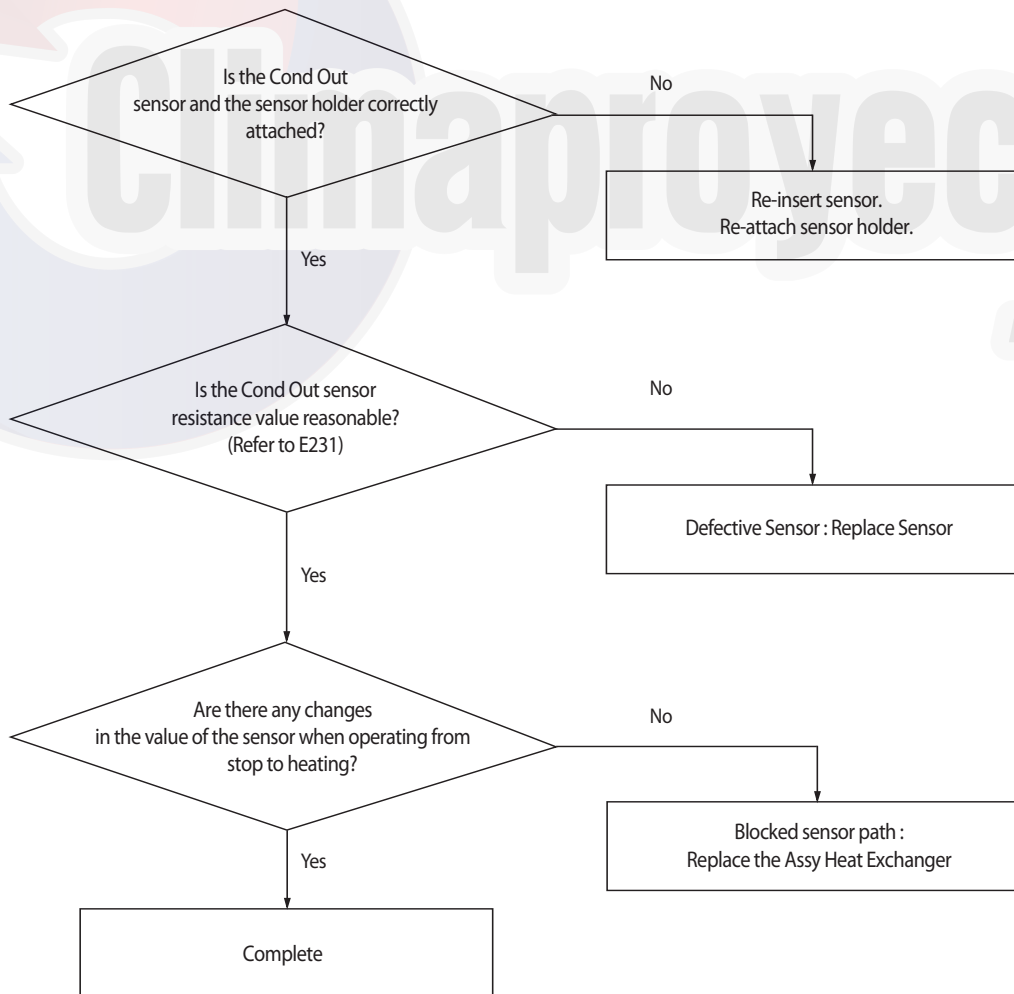 Is the Cond Out
sensor and the sensor holder correctly
attached?
No
Re-insert sensor.
Re-attach sensor holder.
Yes
Is the Cond Out sensor
resistance value reasonable?
(Refer to E231)
No
Defective Sensor : Replace Sensor
Yes
Are there any changes
in the value of the sensor when operating from
stop to heating?
No
Blocked sensor path :
Replace the Assy Heat Exchanger
Yes
Complete
Climaproyec